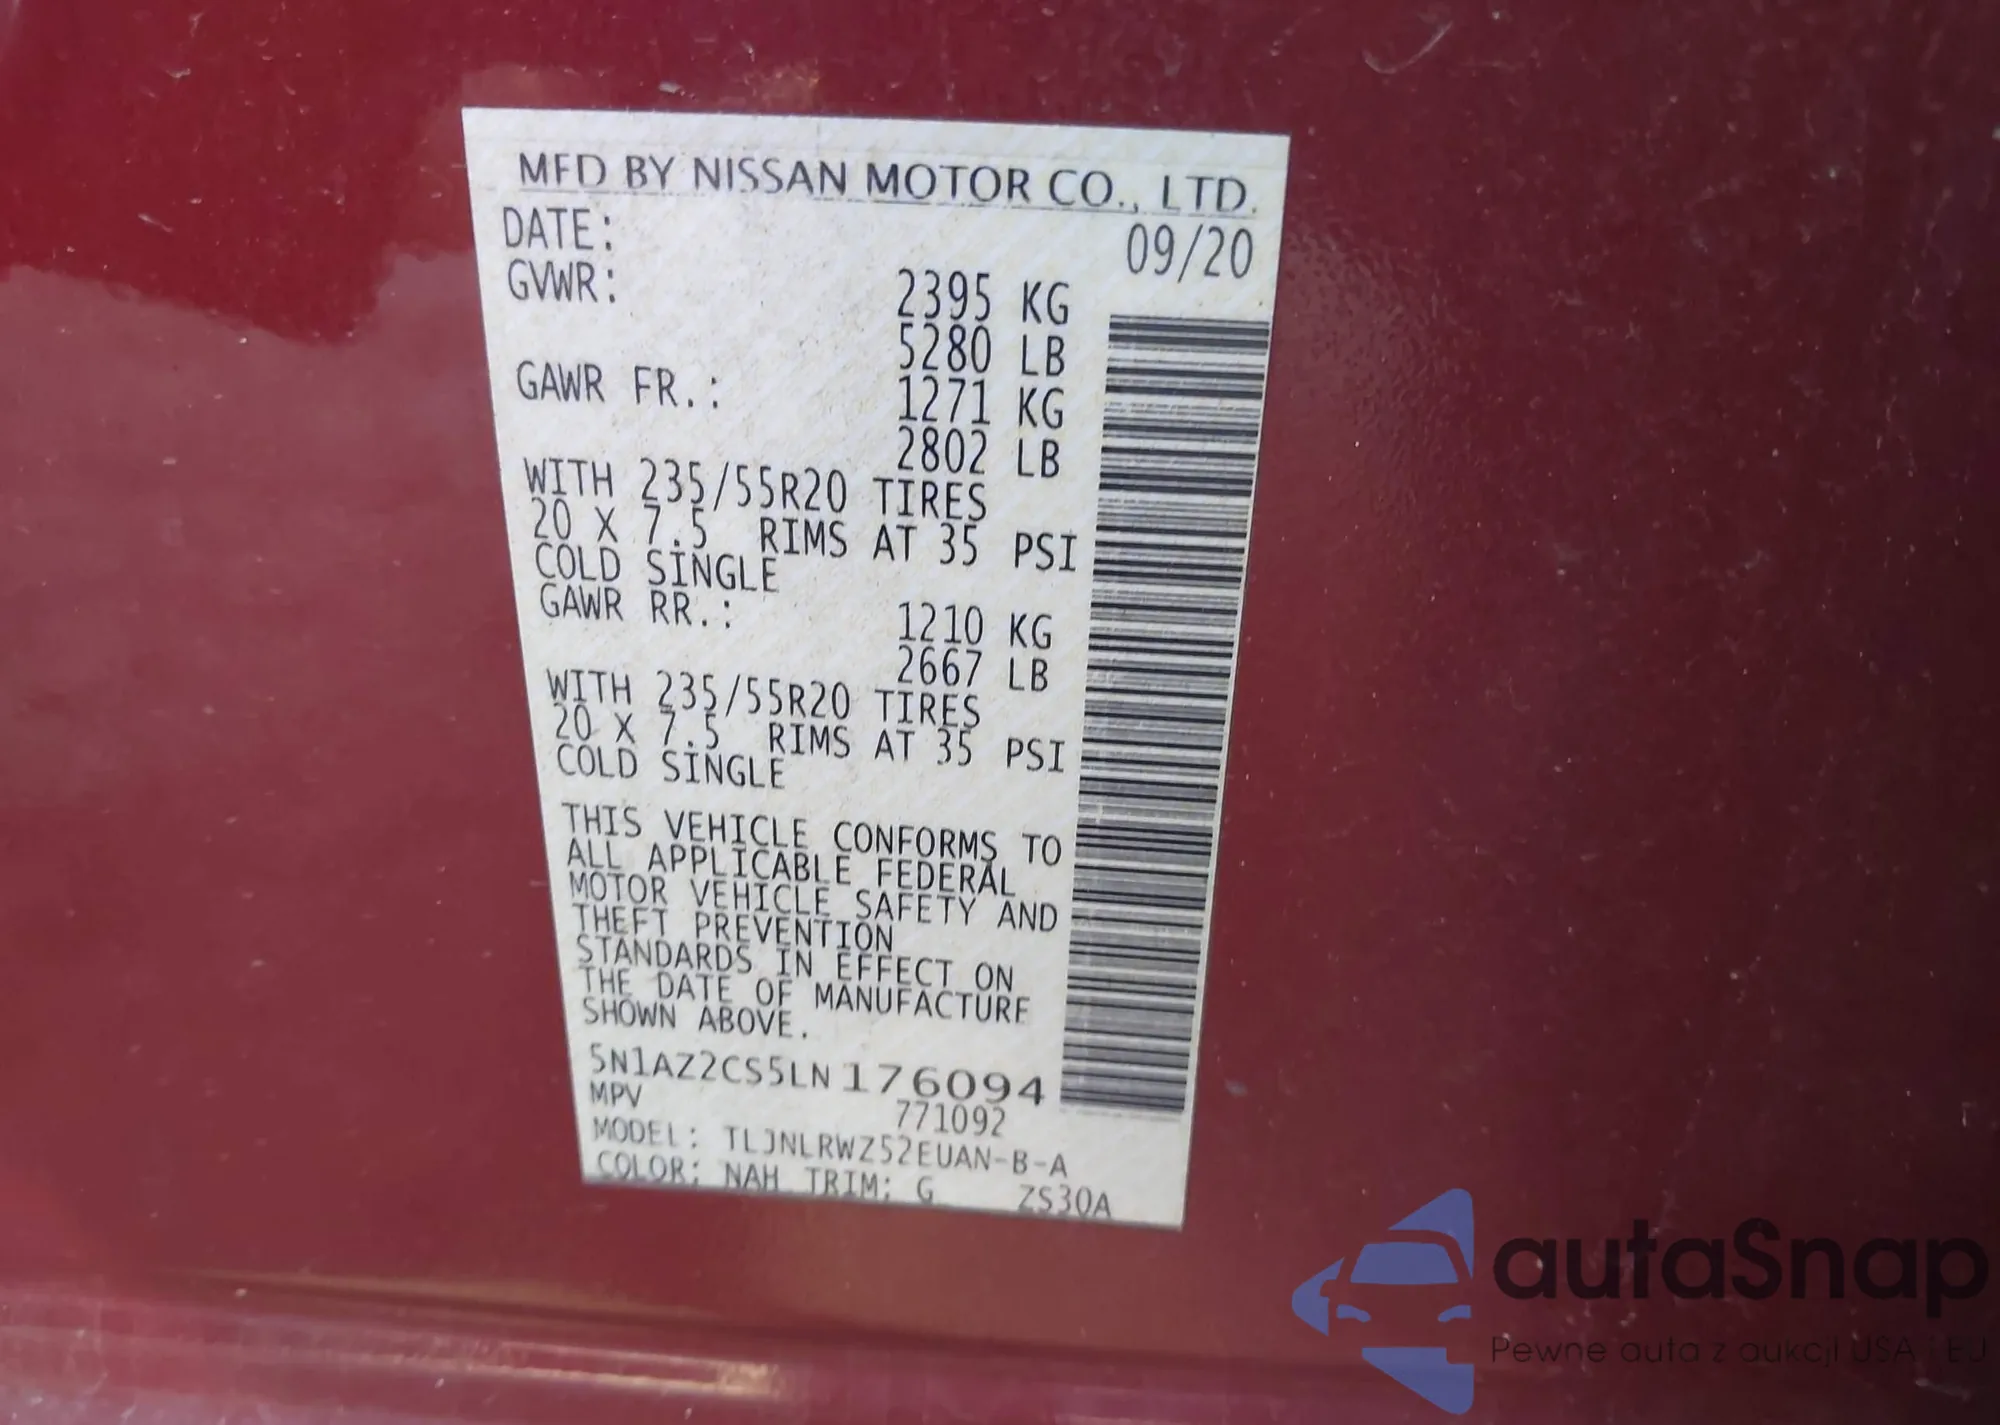 MFD BY NISSAN MOTOR CO., LTD.
DATE: 09/20
GVWR: 2395 KG
5280 LB
GAWR FR.: 1271 KG
2802 LB
WITH 235/55R20 TIRES
20 X 7.5 RIMS AT 35 PSI
COLD SINGLE
GAWR RR.: 1210 KG
2667 LB
WITH 235/55R20 TIRES
20 X 7.5 RIMS AT 35 PSI
COLD SINGLE
THIS VEHICLE CONFORMS TO
ALL APPLICABLE FEDERAL
MOTOR VEHICLE SAFETY AND
THEFT PREVENTION
STANDARDS IN EFFECT ON
THE DATE OF MANUFACTURE
SHOWN ABOVE.
5N1AZ2CS5LN176094
MPV 771092
MODEL: TLJNLRWZ52EUAN-B-A
COLOR: NAH TRIM: G ZS30A
autaSnap
Pewne auta z aukcji USA i EU